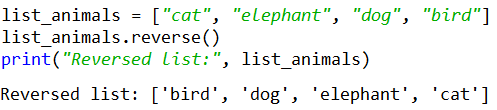 list_animals = ["cat", "elephant", "dog", "bird"]
list_animals.reverse()
print("Reversed list:", list_animals)
Reversed list: ['bird', 'dog', 'elephant', 'cat']